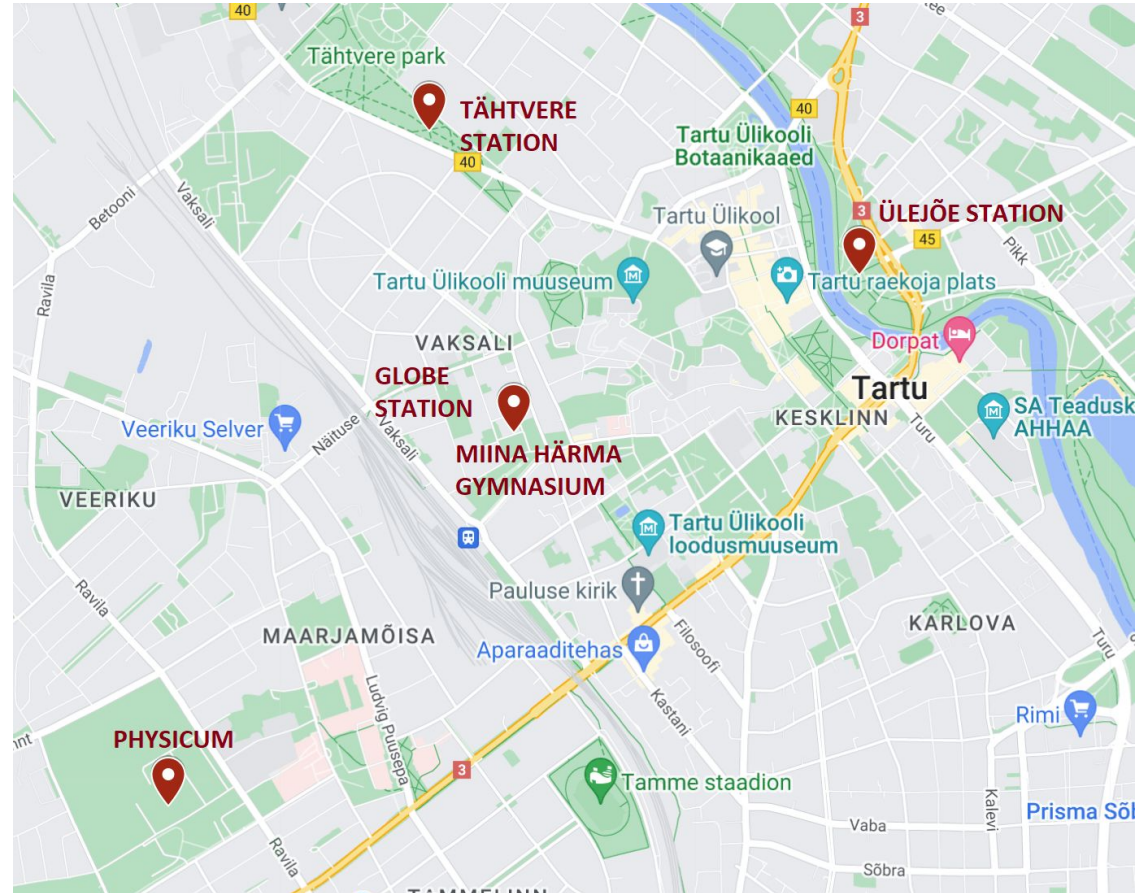 40
3
Tähtvere park
TÄHTVERE
STATION
40
40
Tartu Ülikooli
Botaanikaaed
Betooni
Vaksali
Tartu Ülikool
3
ÜLEJÕE STATION
45
Pikk
Ravila
Tartu Ülikooli muuseum
Tartu raekoja plats
VAKSALI
Dorpat
GLOBE
STATION
Tartu
KESKLINN
SA Teadusk
AHHAA
Veeriku Selver
Näituse
Vaksali
Turu
MIINA HÄRMA
GYMNASIUM
VEERIKU
Tartu Ülikooli
loodusmuuseum
Pauluse kirik
Ravila
MAARJAMÕISA
Filosoofi
KARLOVA
Turu
Aparaaditehas
Kastani
Ludvig Puusepa
Rimi
PHYSICUM
3
Tamme staadion
Kalevi
Prisma Sõb
Vaba
Ravila
Sõbra
TAMMELINN